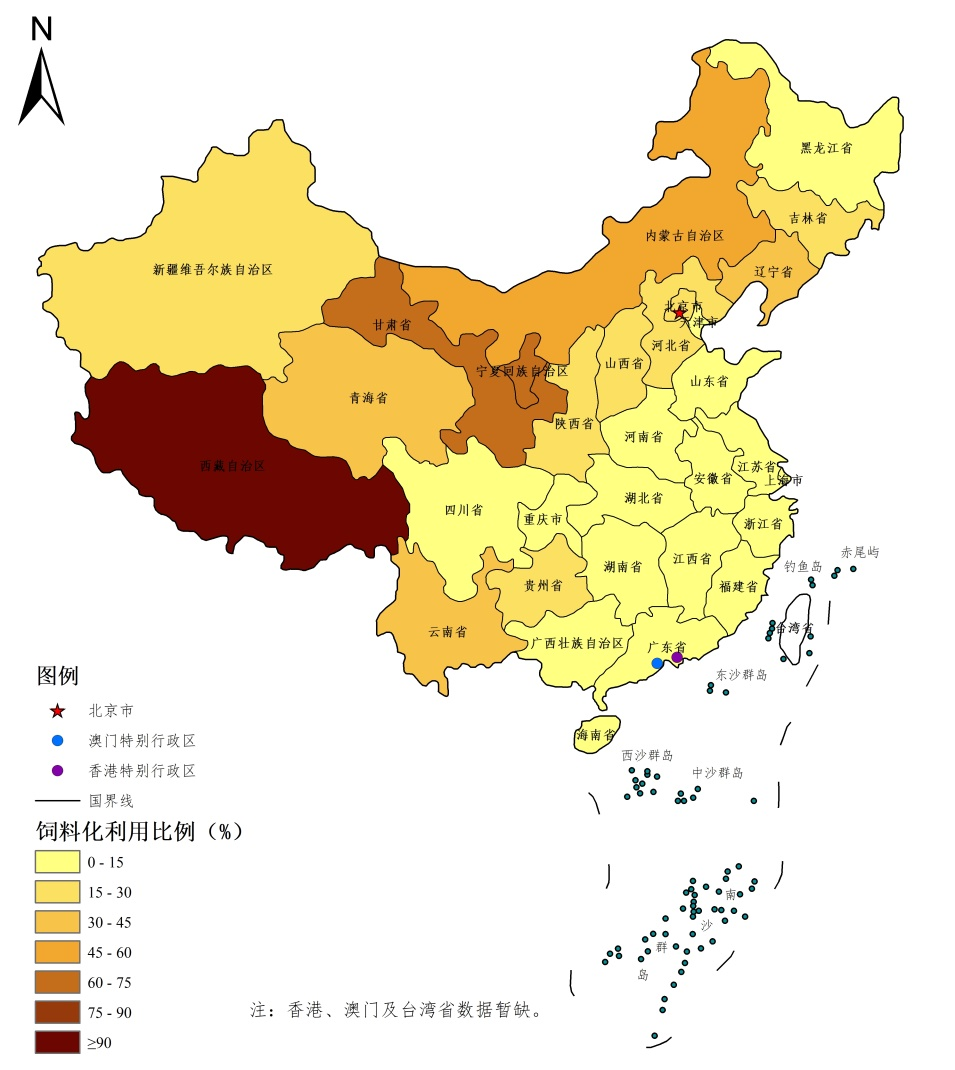 N
黑龙江省
吉林省
内蒙古自治区
辽宁省
新疆维吾尔族自治区
北京市
天津市
甘肃省
河北省
山西省
宁夏回族自治区
山东省
青海省
陕西省
河南省
西藏自治区
江苏省
安徽省
上海市
湖北省
四川省
重庆市
浙江省
赤尾屿
钓鱼岛
江西省
湖南省
贵州省
福建省
台湾省
云南省
广西壮族自治区
广东省
东沙群岛
海南省
西沙群岛
中沙群岛
南
沙
群
岛
图例
北京市
澳门特别行政区
香港特别行政区
国界线
饲料化利用比例（%）
0 - 15
15 - 30
30 - 45
45 - 60
60 - 75
75 - 90
≥90
注：香港、澳门及台湾省数据暂缺。